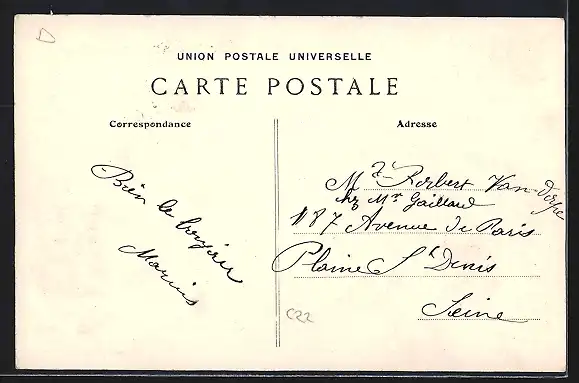 D
UNION POSTALE UNIVERSELLE
CARTE POSTALE
Correspondance
Adresse
Bien le bonjour
Marius
Mr Robert Van-
chez Mr Gaillard
187 Avenue de Paris
Plaine St Denis
Seine
C22